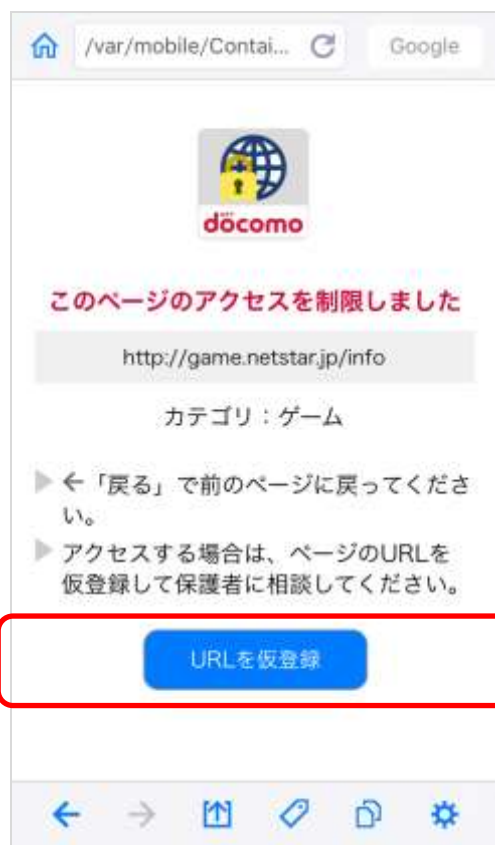 /var/mobile/Contai...
Google
döcomo
このページのアクセスを制限しました
http://game.netstar.jp/info
カテゴリ：ゲーム
▶ ←「戻る」で前のページに戻ってくださ
い。
▶ アクセスする場合は、ページのURLを
仮登録して保護者に相談してください。
URLを仮登録